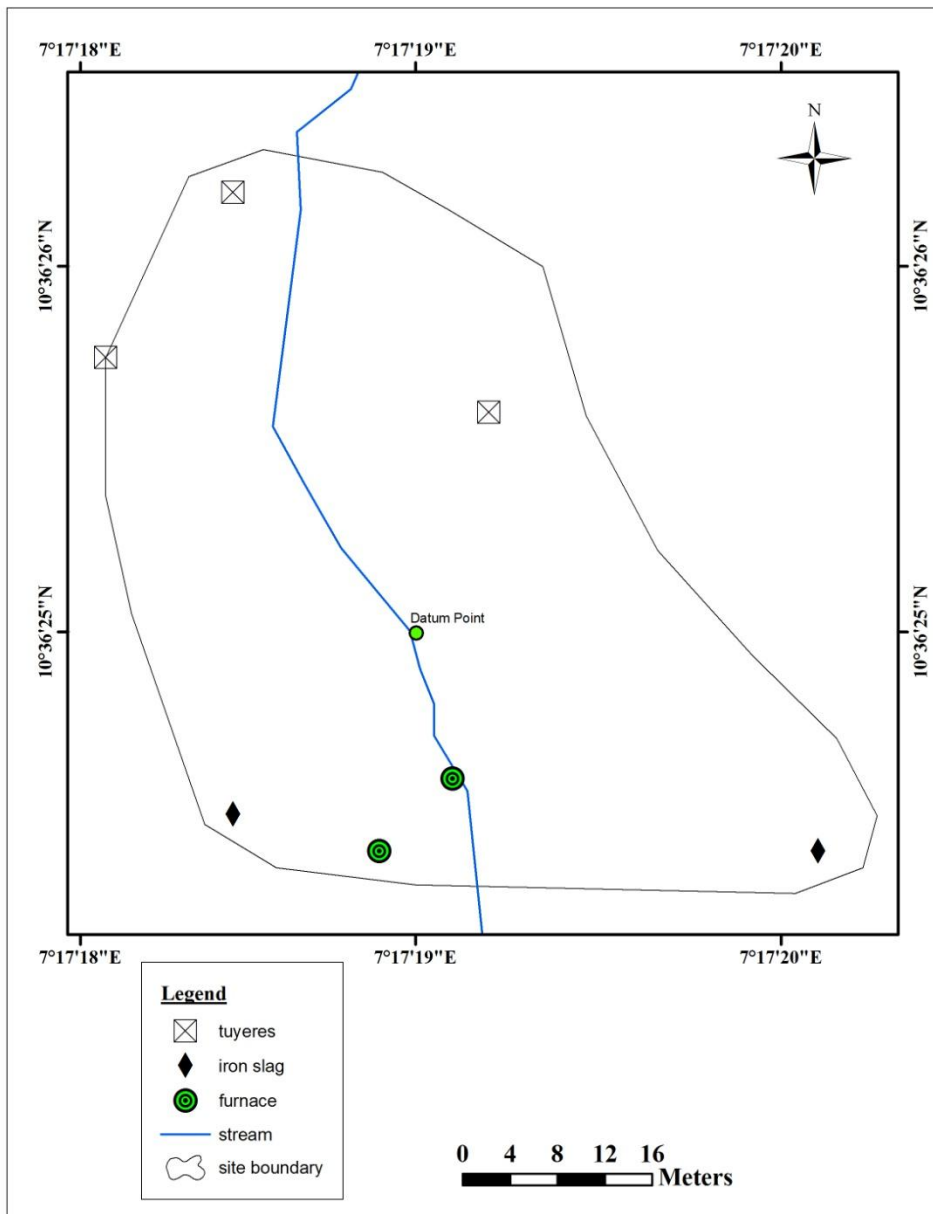 7°17'18"E 7°17'19"E 7°17'20"E
N
10°36'26"N 10°36'26"N
Datum Point
10°36'25"N 10°36'25"N
7°17'18"E 7°17'19"E 7°17'20"E
Legend
tuyeres
iron slag
furnace
stream
site boundary
0 4 8 12 16
Meters